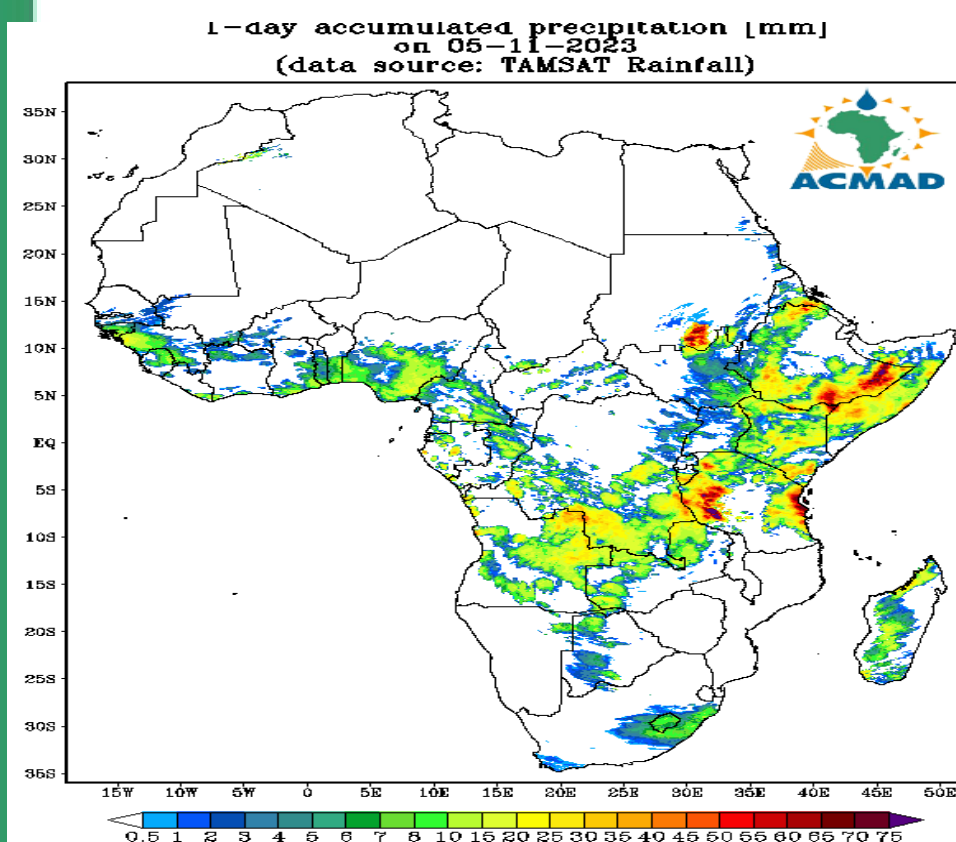 1-day accumulated precipitation [mm]
on 05-11-2023
(data source: TAMSAT Rainfall)
ACMAD
35N
30N
25N
20N
15N
10N
5N
EQ
5S
10S
15S
20S
25S
30S
35S
15W 10W 5W 0 5E 10E 15E 20E 25E 30E 35E 40E 45E 50E
0.5 1 2 3 4 5 6 7 8 10 15 20 25 30 35 40 45 50 55 60 65 70 75